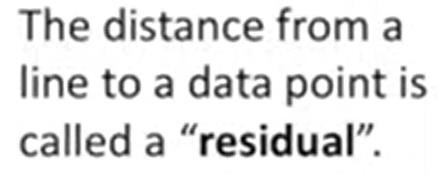 The distance from a
line to a data point is
called a “residual”.